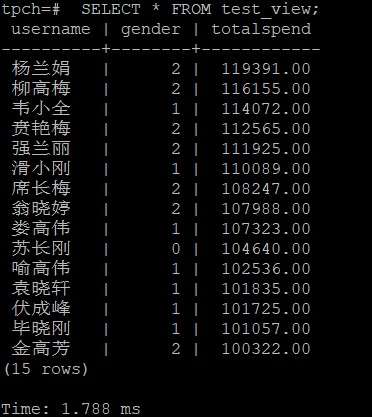 tpch=#  SELECT * FROM test_view;
 username | gender | totalspend
----------+--------+------------
 杨兰娟   |      2 |  119391.00
 柳高梅   |      2 |  116155.00
 韦小全   |      1 |  114072.00
 贲艳梅   |      2 |  112565.00
 强兰丽   |      2 |  111925.00
 滑小刚   |      1 |  110089.00
 席长梅   |      2 |  108247.00
 翁晓婷   |      2 |  107988.00
 娄高伟   |      1 |  107323.00
 苏长刚   |      0 |  104640.00
 喻高伟   |      1 |  102536.00
 袁晓轩   |      1 |  101835.00
 伏成峰   |      1 |  101725.00
 毕晓刚   |      1 |  101057.00
 金高芳   |      2 |  100322.00
(15 rows)
Time: 1.788 ms